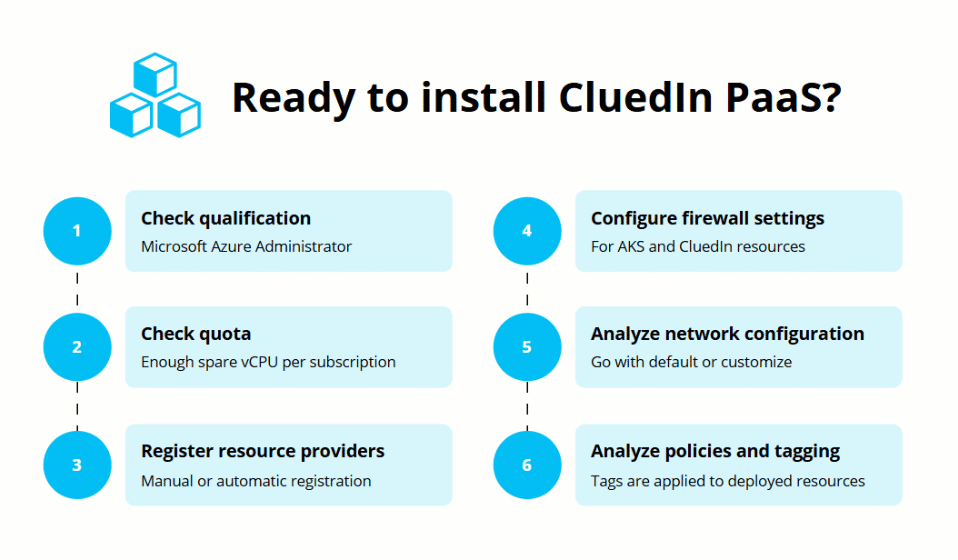 Ready to install CluedIn PaaS?
1
Check qualification
Microsoft Azure Administrator
2
Check quota
Enough spare vCPU per subscription
3
Register resource providers
Manual or automatic registration
4
Configure firewall settings
For AKS and CluedIn resources
5
Analyze network configuration
Go with default or customize
6
Analyze policies and tagging
Tags are applied to deployed resources